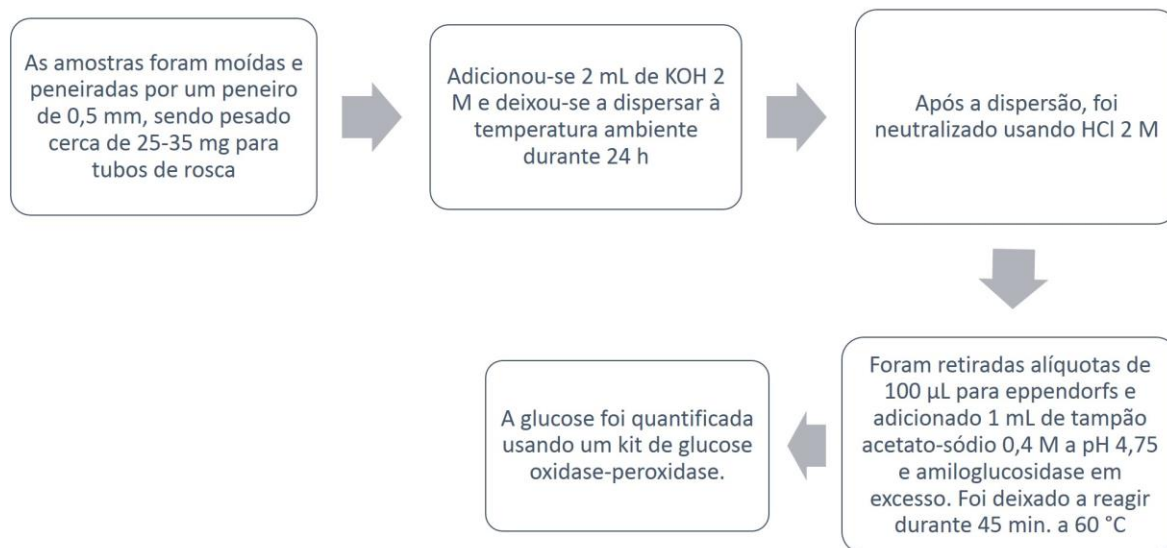 As amostras foram moídas e
peneiradas por um peneiro
de 0,5 mm, sendo pesado
cerca de 25-35 mg para
tubos de rosca
Adicionou-se 2 mL de KOH 2
M e deixou-se a dispersar à
temperatura ambiente
durante 24 h
Após a dispersão, foi
neutralizado usando HCl 2 M
Foram retiradas alíquotas de
100 µL para eppendorfs e
adicionado 1 mL de tampão
acetato-sódio 0,4 M a pH 4,75
e amiloglucosidase em
excesso. Foi deixado a reagir
durante 45 min. a 60 °C
A glucose foi quantificada
usando um kit de glucose
oxidase-peroxidase.